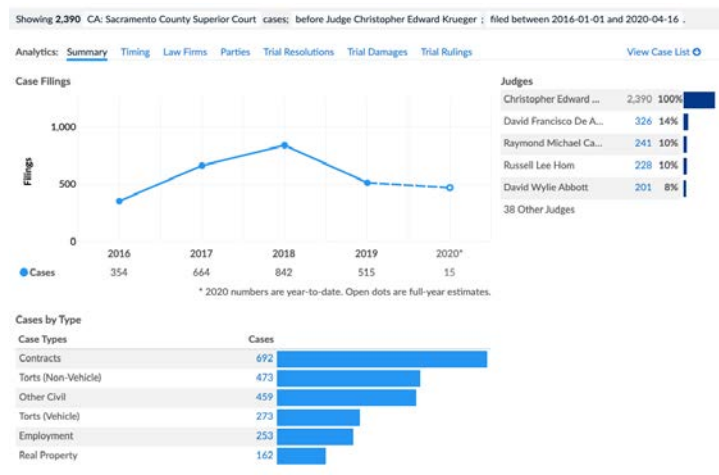 Showing 2,390 CA: Sacramento County Superior Court cases; before Judge Christopher Edward Krueger ; filed between 2016-01-01 and 2020-04-16 .
Analytics: Summary Timing Law Firms Parties Trial Resolutions Trial Damages Trial Rulings View Case List
Case Filings
Filings
1,000
500
0
2016 2017 2018 2019 2020*
Cases 354 664 842 515 15
* 2020 numbers are year-to-date. Open dots are full-year estimates.
Judges
Christopher Edward ... 2,390 100%
David Francisco De A... 326 14%
Raymond Michael Ca... 241 10%
Russell Lee Hom 228 10%
David Wylie Abbott 201 8%
38 Other Judges
Cases by Type
Case Types Cases
Contracts 692
Torts (Non-Vehicle) 473
Other Civil 459
Torts (Vehicle) 273
Employment 253
Real Property 162